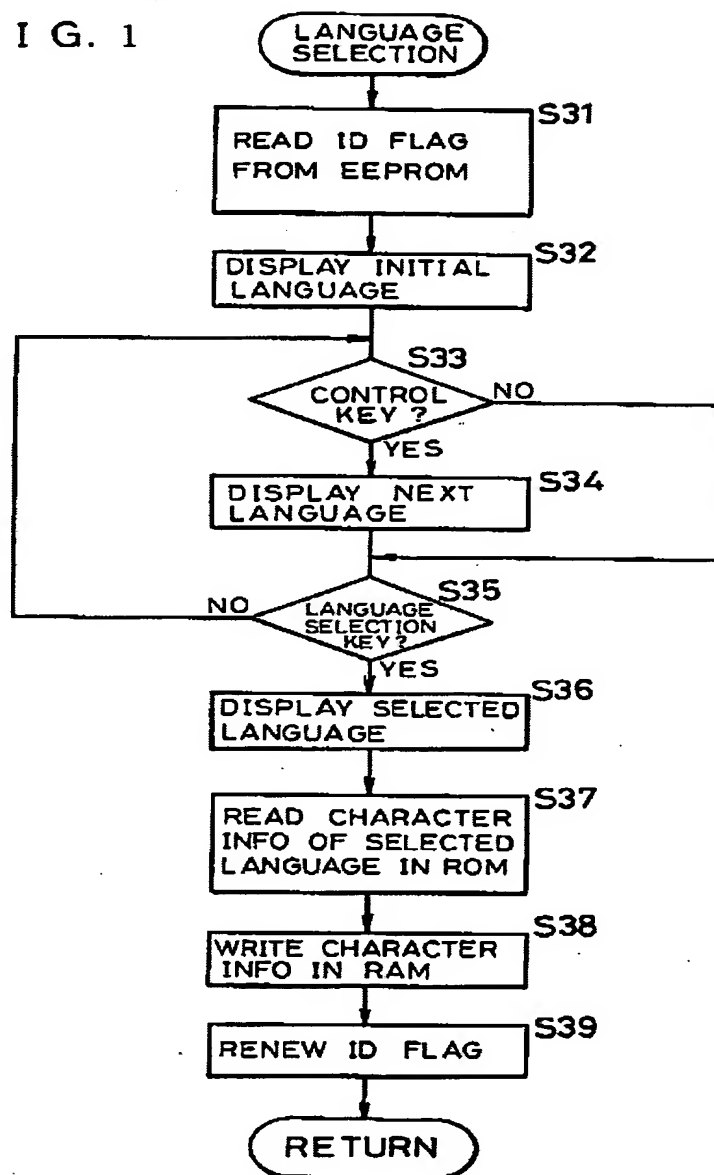 I G. 1
LANGUAGE
SELECTION
S31
READ ID FLAG
FROM EEPROM
S32
DISPLAY INITIAL
LANGUAGE
S33
CONTROL
KEY ?
NO
YES
S34
DISPLAY NEXT
LANGUAGE
S35
NO
LANGUAGE
SELECTION
KEY?
YES
S36
DISPLAY SELECTED
LANGUAGE
S37
READ CHARACTER
INFO OF SELECTED
LANGUAGE IN ROM
S38
WRITE CHARACTER
INFO IN RAM
S39
RENEW ID FLAG
RETURN